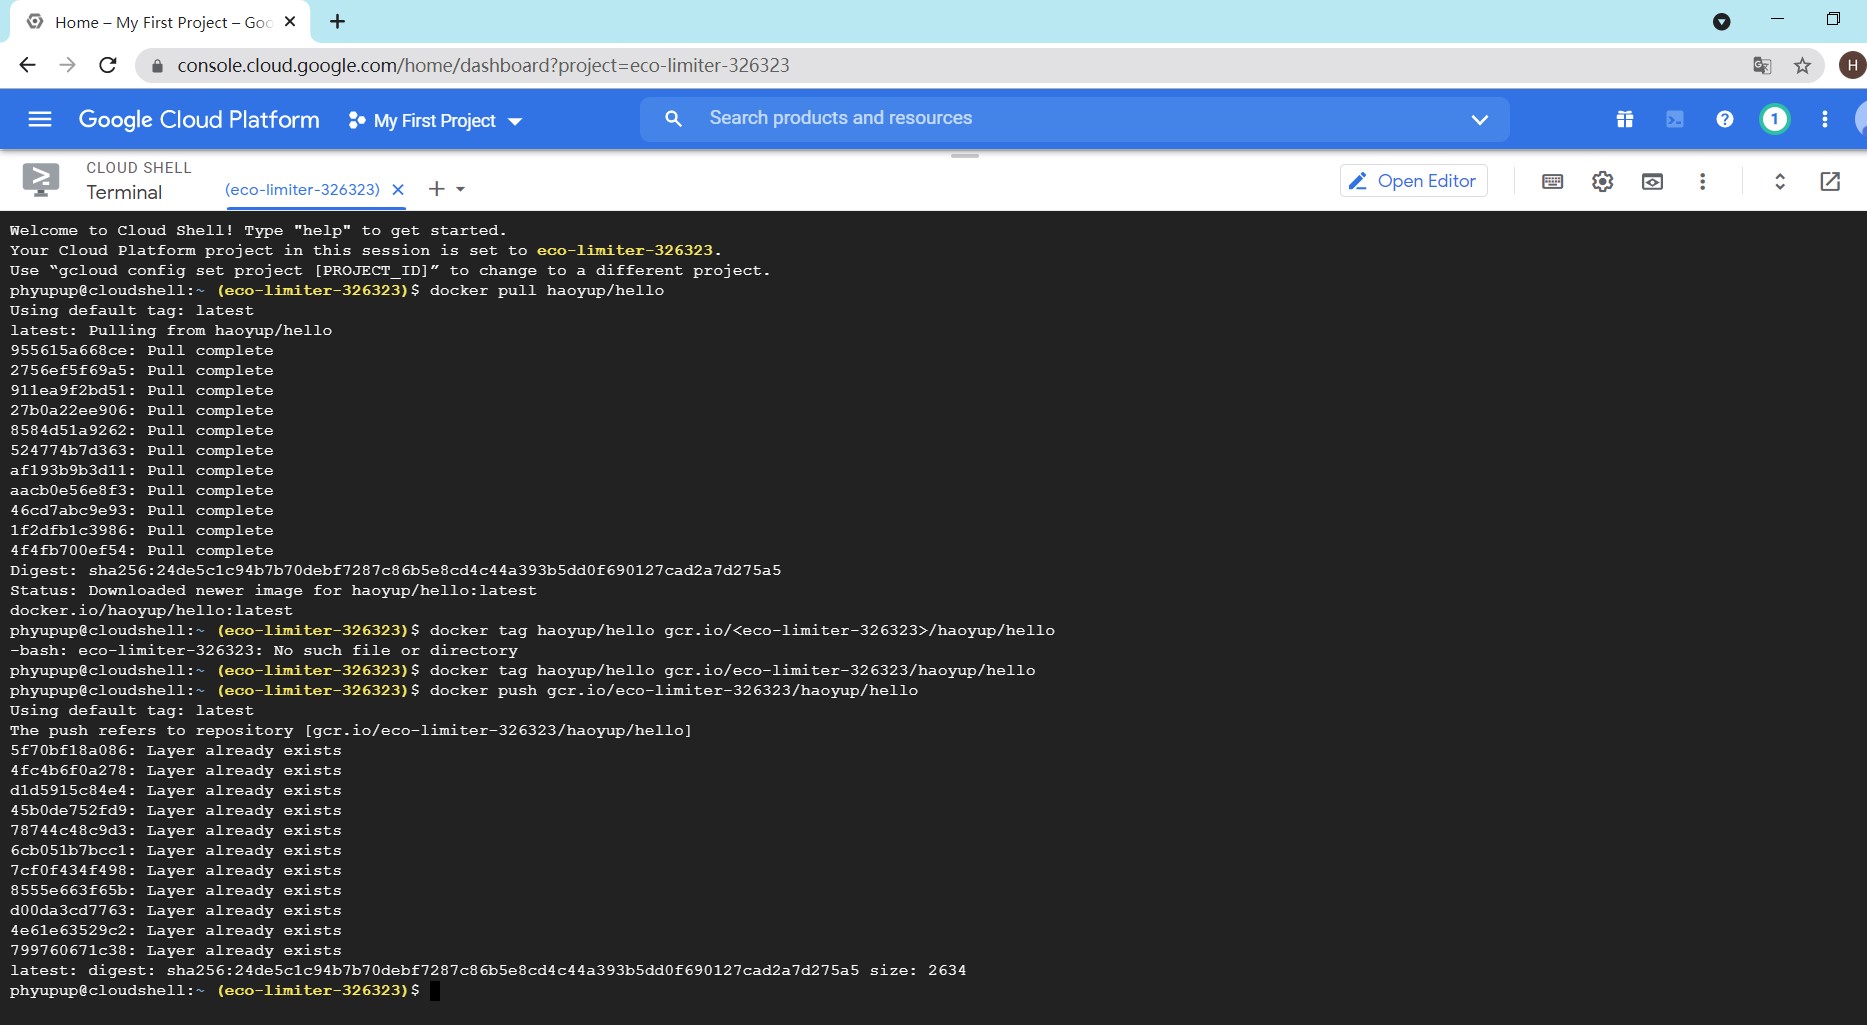 Home – My First Project – Goo
console.cloud.google.com/home/dashboard?project=eco-limiter-326323
H
Google Cloud Platform
My First Project
Search products and resources
1
CLOUD SHELL
Terminal
(eco-limiter-326323)
Open Editor
Welcome to Cloud Shell! Type "help" to get started.
Your Cloud Platform project in this session is set to eco-limiter-326323.
Use “gcloud config set project [PROJECT_ID]” to change to a different project.
phyupup@cloudshell:~ (eco-limiter-326323)$ docker pull haoyup/hello
Using default tag: latest
latest: Pulling from haoyup/hello
955615a668ce: Pull complete
2756ef5f69a5: Pull complete
911ea9f2bd51: Pull complete
27b0a22ee906: Pull complete
8584d51a9262: Pull complete
524774b7d363: Pull complete
af193b9b3d11: Pull complete
aacb0e56e8f3: Pull complete
46cd7abc9e93: Pull complete
1f2dfb1c3986: Pull complete
4f4fb700ef54: Pull complete
Digest: sha256:24de5c1c94b7b70debf7287c86b5e8cd4c44a393b5dd0f690127cad2a7d275a5
Status: Downloaded newer image for haoyup/hello:latest
docker.io/haoyup/hello:latest
phyupup@cloudshell:~ (eco-limiter-326323)$ docker tag haoyup/hello gcr.io/<eco-limiter-326323>/haoyup/hello
-bash: eco-limiter-326323: No such file or directory
phyupup@cloudshell:~ (eco-limiter-326323)$ docker tag haoyup/hello gcr.io/eco-limiter-326323/haoyup/hello
phyupup@cloudshell:~ (eco-limiter-326323)$ docker push gcr.io/eco-limiter-326323/haoyup/hello
Using default tag: latest
The push refers to repository [gcr.io/eco-limiter-326323/haoyup/hello]
5f70bf18a086: Layer already exists
4fc4b6f0a278: Layer already exists
d1d5915c84e4: Layer already exists
45b0de752fd9: Layer already exists
78744c48c9d3: Layer already exists
6cb051b7bcc1: Layer already exists
7cf0f434f498: Layer already exists
8555e663f65b: Layer already exists
d00da3cd7763: Layer already exists
4e61e63529c2: Layer already exists
799760671c38: Layer already exists
latest: digest: sha256:24de5c1c94b7b70debf7287c86b5e8cd4c44a393b5dd0f690127cad2a7d275a5 size: 2634
phyupup@cloudshell:~ (eco-limiter-326323)$